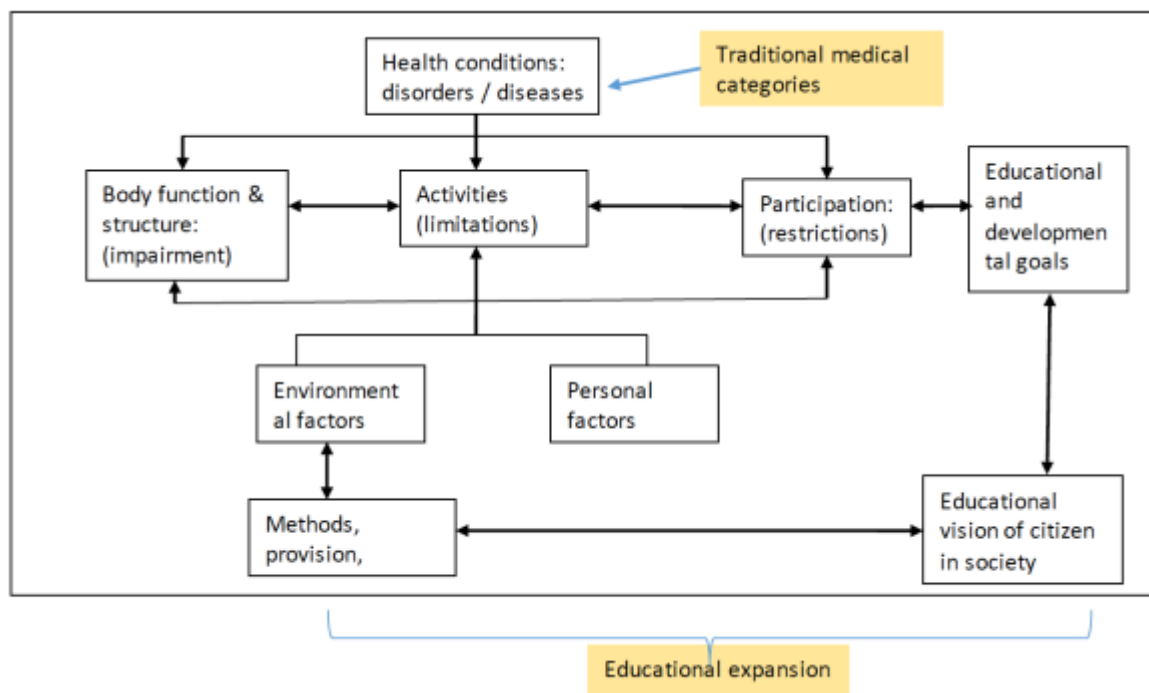 Health conditions:
disorders / diseases
Traditional medical
categories
Body function &
structure:
(impairment)
Activities
(limitations)
Participation:
(restrictions)
Educational
and
developmen
tal goals
Environment
al factors
Personal
factors
Methods,
provision,
Educational
vision of citizen
in society
Educational expansion